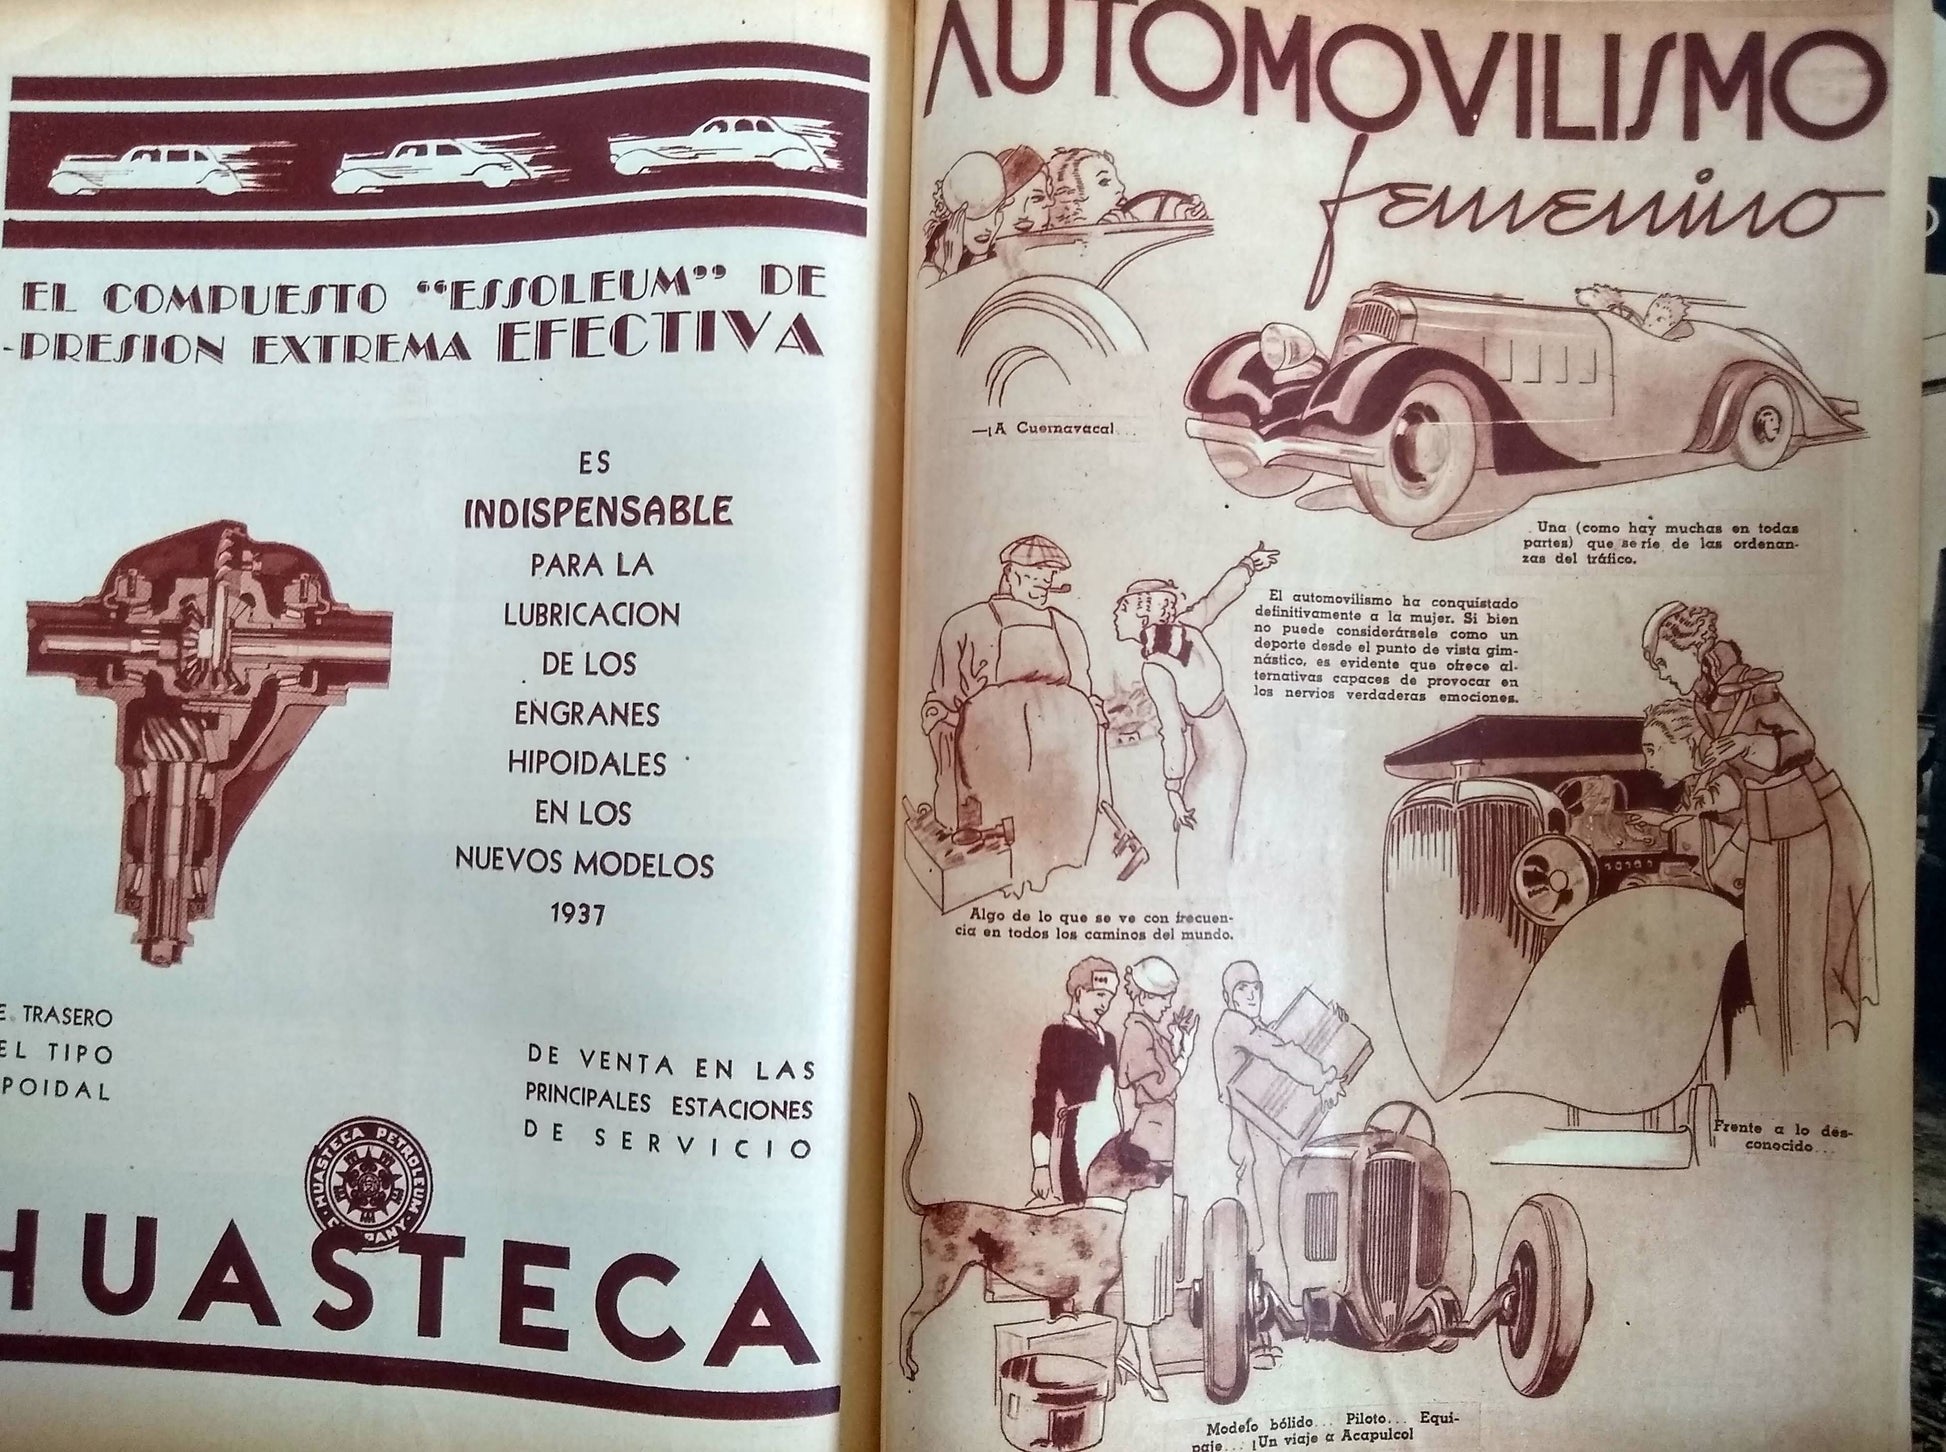 EL COMPUESTO "ESSOLEUM" DE
PRESION EXTREMA EFECTIVA
ES
INDISPENSABLE
PARA LA
LUBRICACION
DE LOS
ENGRANES
HIPOIDALES
EN LOS
NUEVOS MODELOS
1937
E. TRASERO
EL TIPO
POIDAL
DE VENTA EN LAS
PRINCIPALES ESTACIONES
DE SERVICIO
HUASTECA PETROLEUM
HUASTECA
AUTOMOVILISMO
femenino
—¡A Cuernavaca!...
Una (como hay muchas en todas
partes) que se ríe de las ordenan-
zas del tráfico.
El automovilismo ha conquistado
definitivamente a la mujer. Si bien
no puede considerársele como un
deporte desde el punto de vista gim-
nástico, es evidente que ofrece al-
ternativas capaces de provocar en
los nervios verdaderas emociones.
Algo de lo que se ve con frecuen-
cia en todos los caminos del mundo.
Frente a lo des-
conocido...
Modelo bólido... Piloto... Equi-
paje... ¡Un viaje a Acapulco!